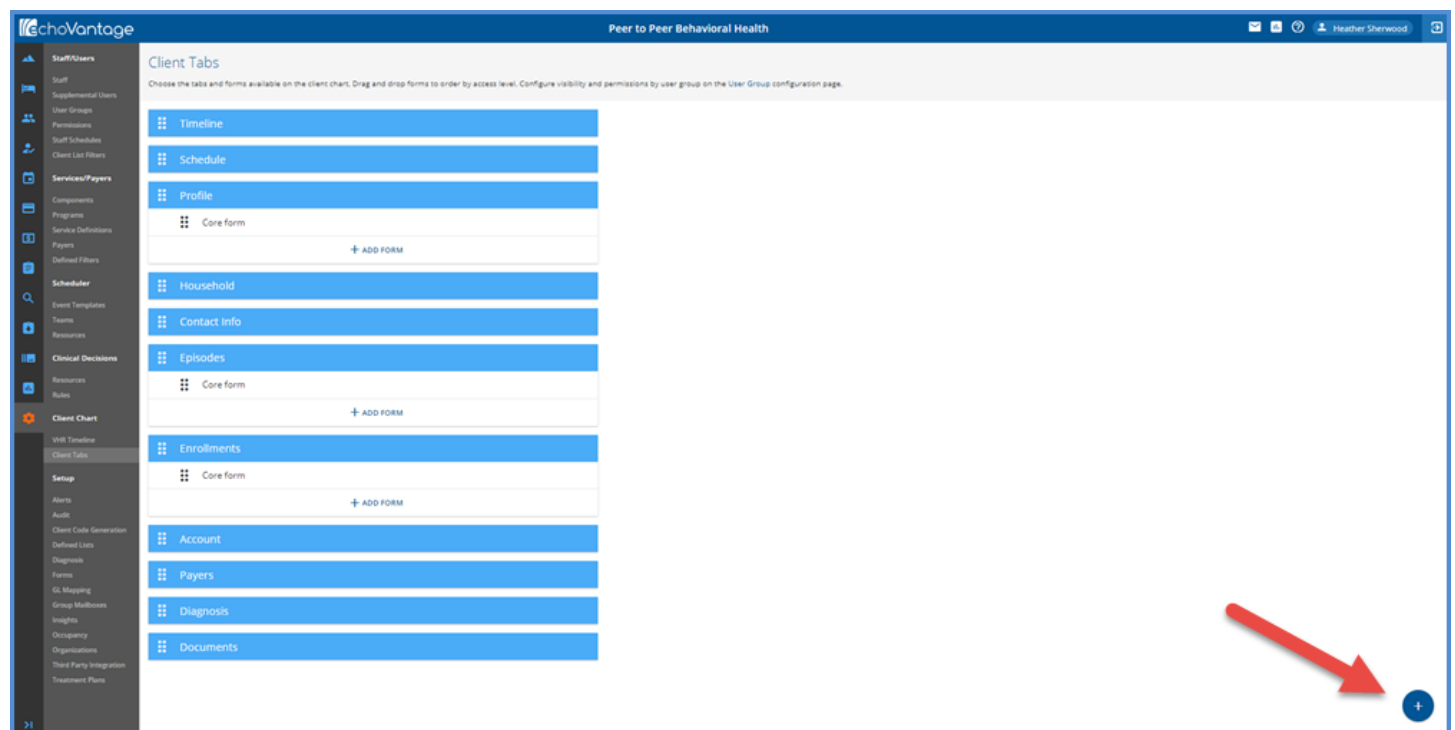 EchoVantage
Peer to Peer Behavioral Health
Heather Sherwood
Staff/Users
Staff
Supplemental Users
User Groups
Permissions
Staff Schedules
Client List Filters
Services/Payers
Components
Programs
Service Definitions
Payers
Defined Filters
Scheduler
Event Templates
Teams
Resources
Clinical Decisions
Resources
Rules
Client Chart
VHR Timeline
Client Tabs
Setup
Alerts
Audit
Client Code Generation
Defined Lists
Diagnosis
Forms
GL Mapping
Group Mailboxes
Insights
Occupancy
Organizations
Third Party Integration
Treatment Plans
Client Tabs
Choose the tabs and forms available on the client chart. Drag and drop forms to order by access level. Configure visibility and permissions by user group on the User Group configuration page.
Timeline
Schedule
Profile
Core form
+ ADD FORM
Household
Contact Info
Episodes
Core form
+ ADD FORM
Enrollments
Core form
+ ADD FORM
Account
Payers
Diagnosis
Documents
+